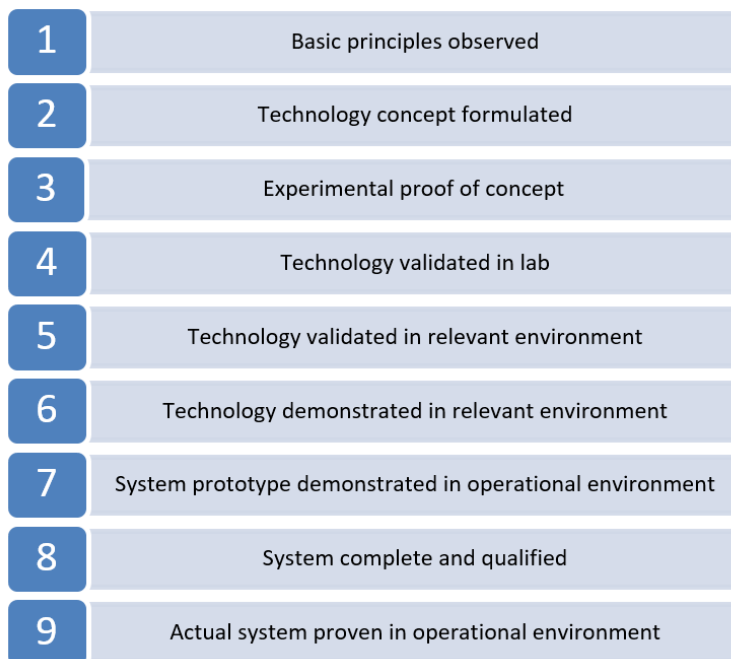 1 Basic principles observed
2 Technology concept formulated
3 Experimental proof of concept
4 Technology validated in lab
5 Technology validated in relevant environment
6 Technology demonstrated in relevant environment
7 System prototype demonstrated in operational environment
8 System complete and qualified
9 Actual system proven in operational environment